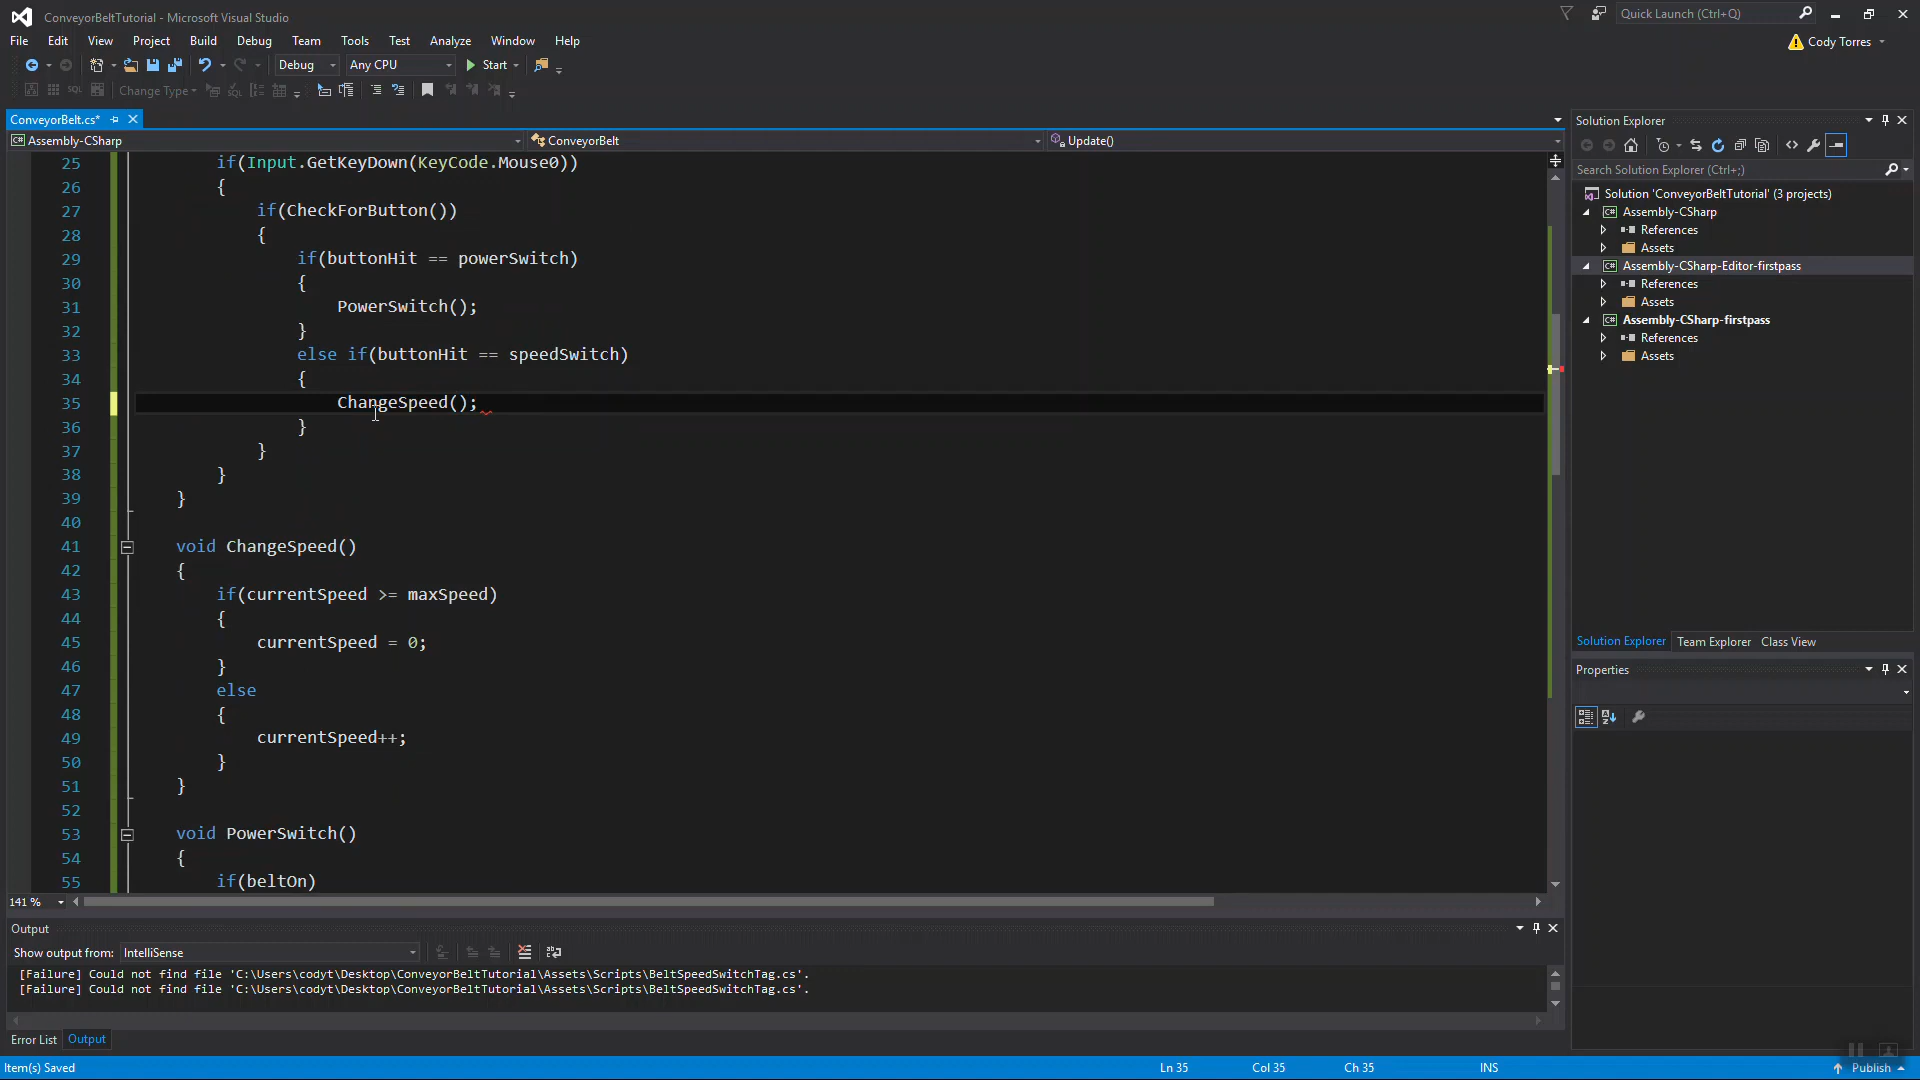 ConveyorBeltTutorial - Microsoft Visual Studio
Quick Launch (Ctrl+Q)
File Edit View Project Build Debug Team Tools Test Analyze Window Help
Cody Torres
Debug Any CPU Start
Change Type
ConveyorBelt.cs*
Assembly-CSharp ConveyorBelt Update()
25 if(Input.GetKeyDown(KeyCode.Mouse0))
26 {
27 if(CheckForButton())
28 {
29 if(buttonHit == powerSwitch)
30 {
31 PowerSwitch();
32 }
33 else if(buttonHit == speedSwitch)
34 {
35 ChangeSpeed();
36 }
37 }
38 }
39 }
40
41 void ChangeSpeed()
42 {
43 if(currentSpeed >= maxSpeed)
44 {
45 currentSpeed = 0;
46 }
47 else
48 {
49 currentSpeed++;
50 }
51 }
52
53 void PowerSwitch()
54 {
55 if(beltOn)
141 %
Output
Show output from: IntelliSense
[Failure] Could not find file 'C:\Users\codyt\Desktop\ConveyorBeltTutorial\Assets\Scripts\BeltSpeedSwitchTag.cs'.
[Failure] Could not find file 'C:\Users\codyt\Desktop\ConveyorBeltTutorial\Assets\Scripts\BeltSpeedSwitchTag.cs'.
Error List Output
Item(s) Saved Ln 35 Col 35 Ch 35 INS Publish
Solution Explorer
Search Solution Explorer (Ctrl+;)
Solution 'ConveyorBeltTutorial' (3 projects)
Assembly-CSharp
References
Assets
Assembly-CSharp-Editor-firstpass
References
Assets
Assembly-CSharp-firstpass
References
Assets
Solution Explorer Team Explorer Class View
Properties